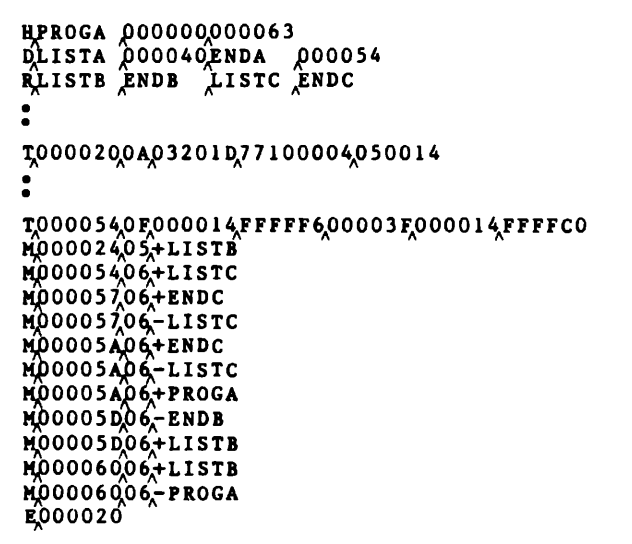 H^PROGA ^000000^000063
D^LISTA ^000040^ENDA  ^000054
R^LISTB ^ENDB  ^LISTC ^ENDC
:
T^000020^0A^03201D^77100004^050014
:
T^000054^0F^000014^FFFFF6^00003F^000014^FFFFC0
M^000024^05^+LISTB
M^000054^06^+LISTC
M^000057^06^+ENDC
M^000057^06^-LISTC
M^00005A^06^+ENDC
M^00005A^06^-LISTC
M^00005A^06^+PROGA
M^00005D^06^-ENDB
M^00005D^06^+LISTB
M^000060^06^+LISTB
M^000060^06^-PROGA
E^000020